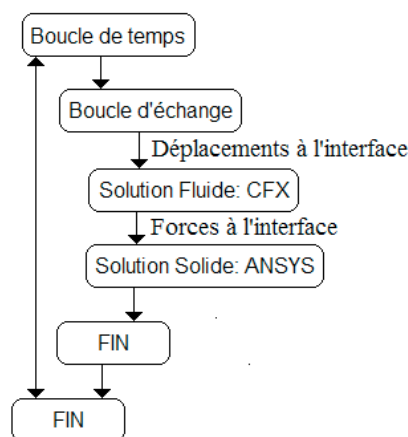 Boucle de temps
Boucle d'échange
Déplacements à l'interface
Solution Fluide: CFX
Forces à l'interface
Solution Solide: ANSYS
FIN
FIN